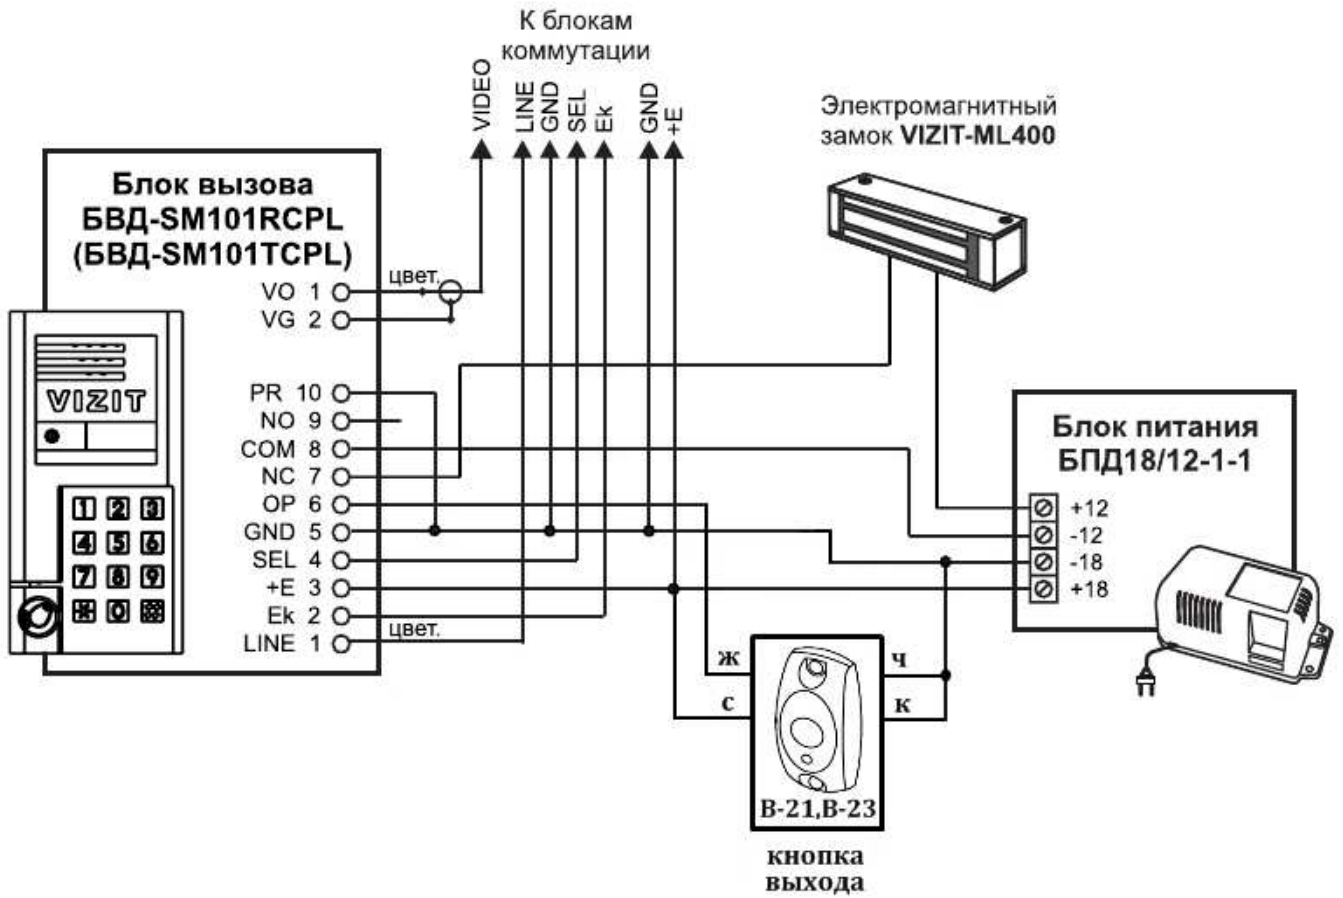 К блокам
коммутации
VIDEO
LINE
GND
SEL
Ek
GND
+E
Электромагнитный
замок VIZIT-ML400
Блок вызова
БВД-SM101RCPL
(БВД-SM101TCPL)
цвет.
VO 1
VG 2
VIZIT
PR 10
NO 9
COM 8
NC 7
OP 6
GND 5
SEL 4
+E 3
Ek 2
LINE 1
цвет.
1 2 3
4 5 6
7 8 9
* 0
Блок питания
БПД18/12-1-1
+12
-12
-18
+18
ж
с
ч
к
В-21,В-23
кнопка
выхода